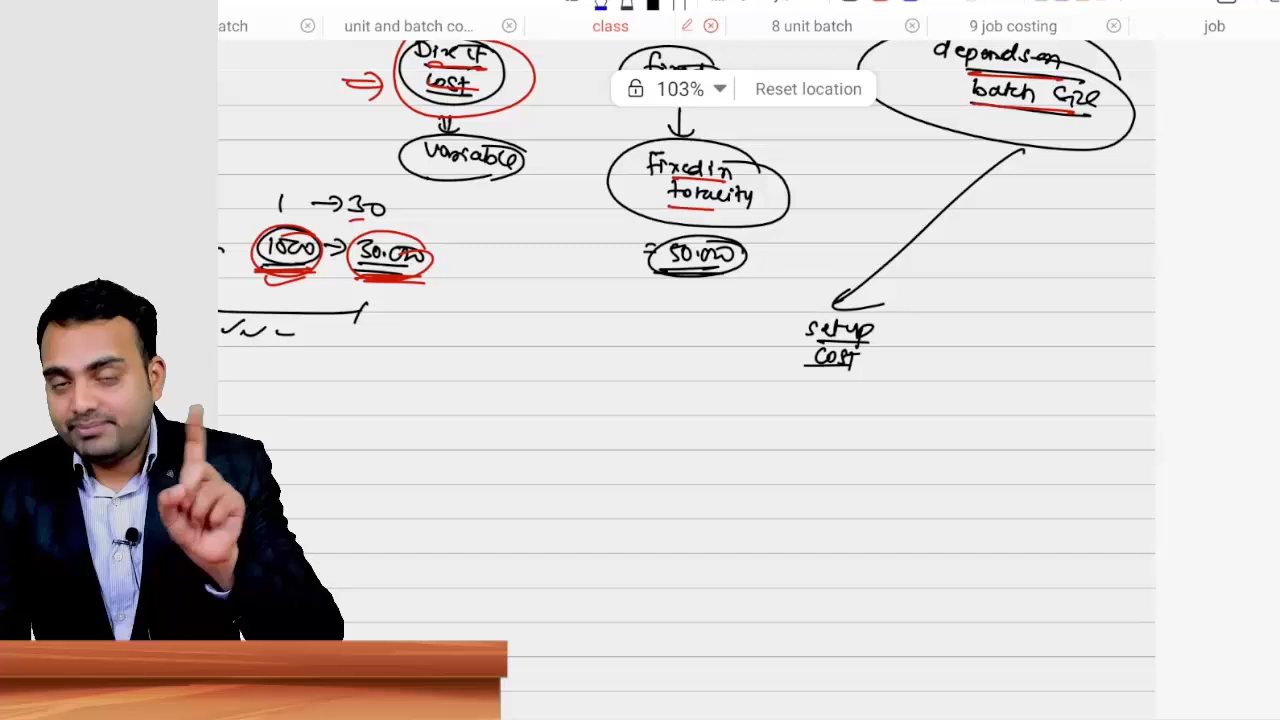 atch
unit and batch co...
class
8 unit batch
9 job costing
job
Direct
cost
variable
103%
Reset location
fixed in
totality
50.000
depends on
batch size
1 → 30
1000 → 30.000
setup
cost